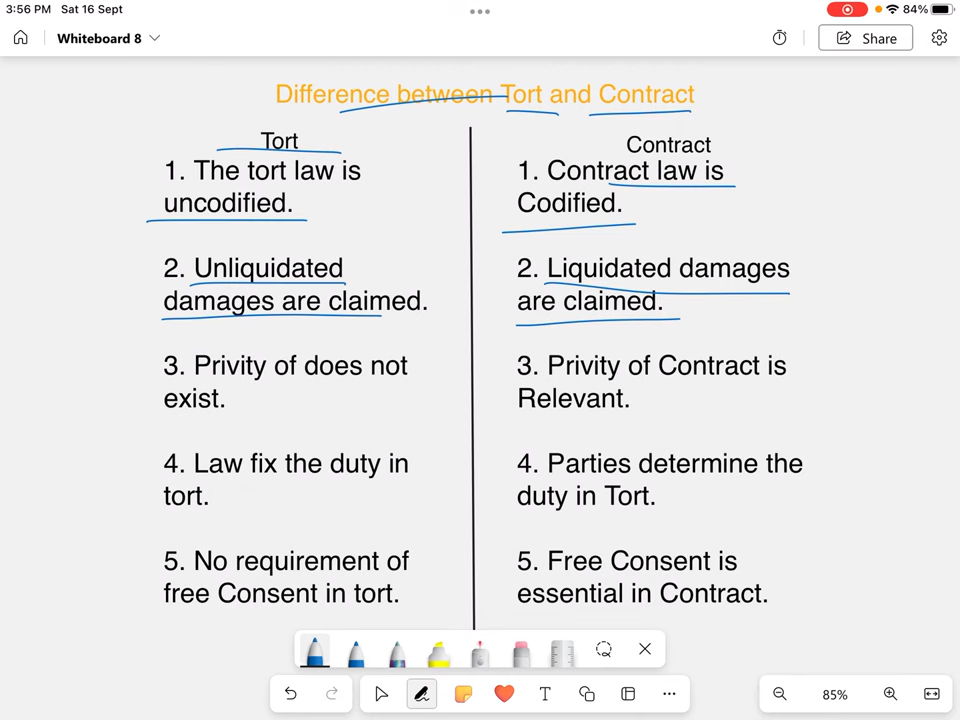 3:56 PM Sat 16 Sept
84%
Whiteboard 8
Share
Difference between Tort and Contract
Tort
1. The tort law is
uncodified.
2. Unliquidated
damages are claimed.
3. Privity of does not
exist.
4. Law fix the duty in
tort.
5. No requirement of
free Consent in tort.
Contract
1. Contract law is
Codified.
2. Liquidated damages
are claimed.
3. Privity of Contract is
Relevant.
4. Parties determine the
duty in Tort.
5. Free Consent is
essential in Contract.
T
85%